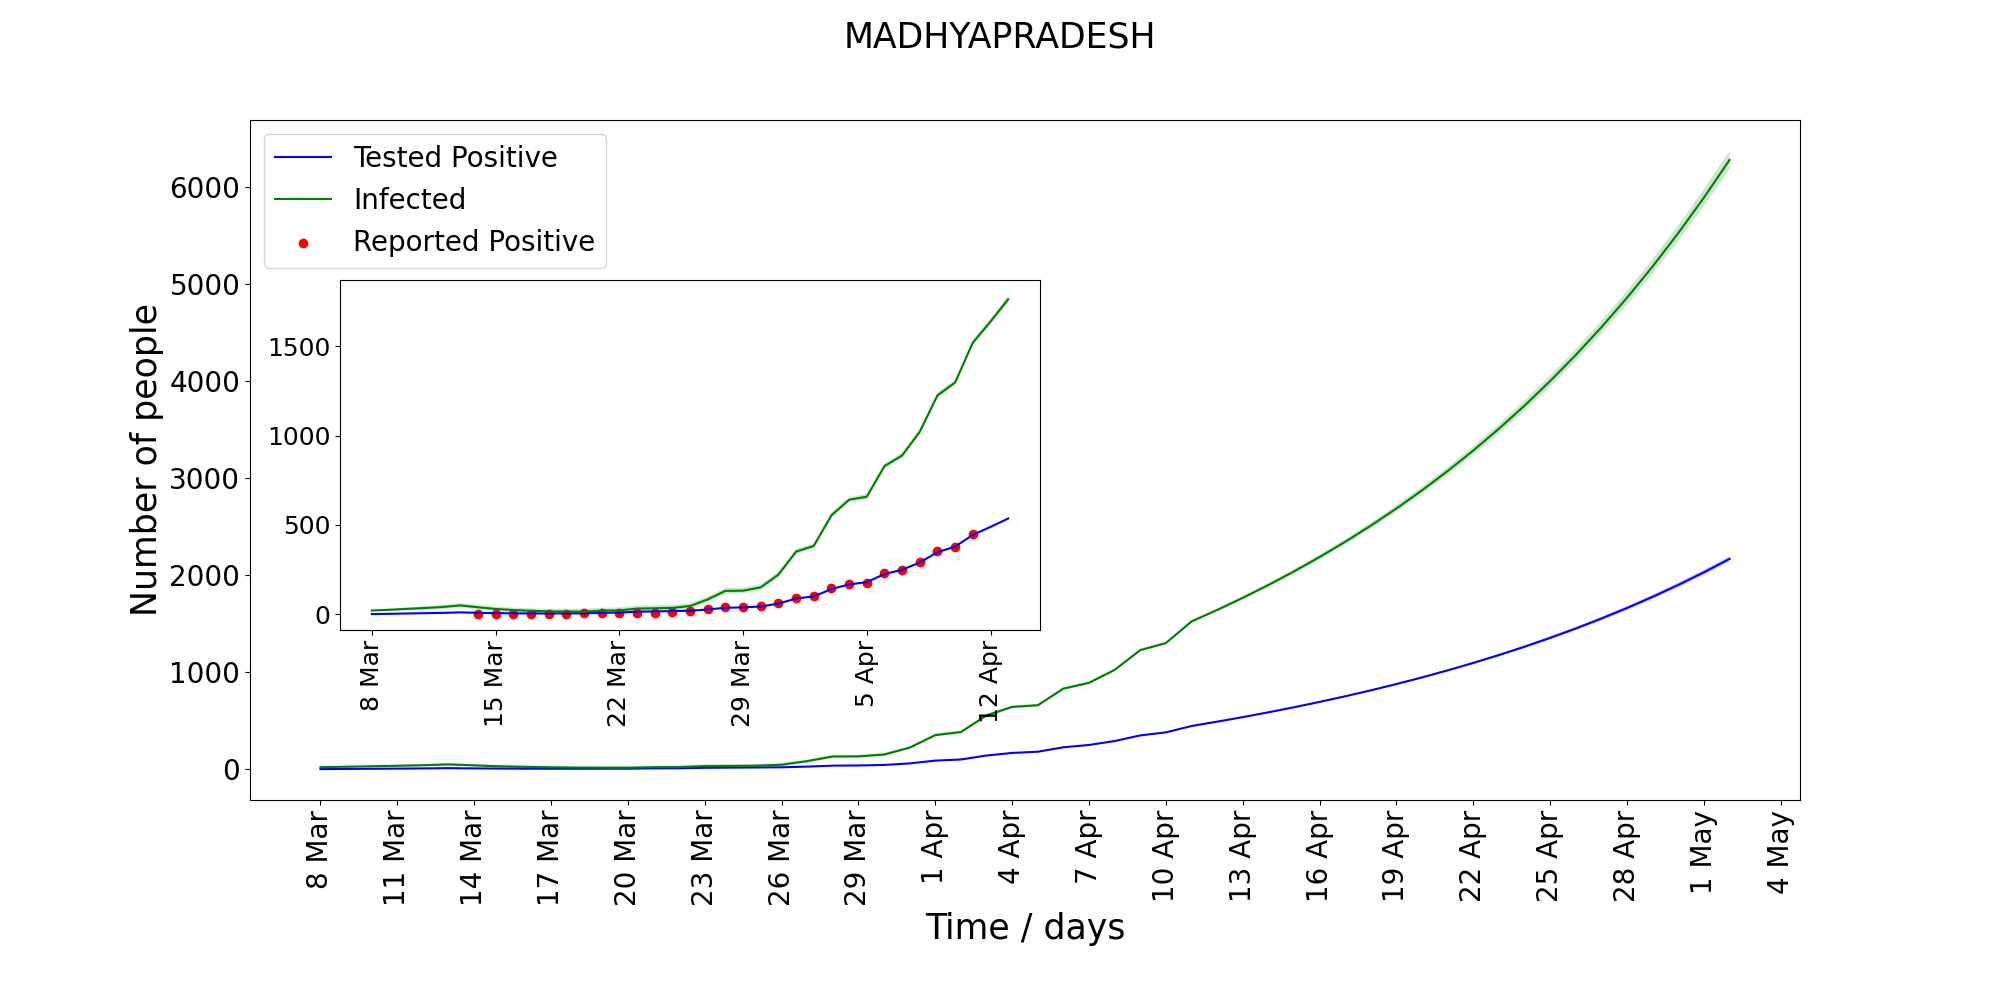 MADHYAPRADESH
Tested Positive
Infected
Reported Positive
Number of people
6000
5000
4000
3000
2000
1000
0
1500
1000
500
0
8 Mar
15 Mar
22 Mar
29 Mar
5 Apr
12 Apr
8 Mar
11 Mar
14 Mar
17 Mar
20 Mar
23 Mar
26 Mar
29 Mar
1 Apr
4 Apr
7 Apr
10 Apr
13 Apr
16 Apr
19 Apr
22 Apr
25 Apr
28 Apr
1 May
4 May
Time / days